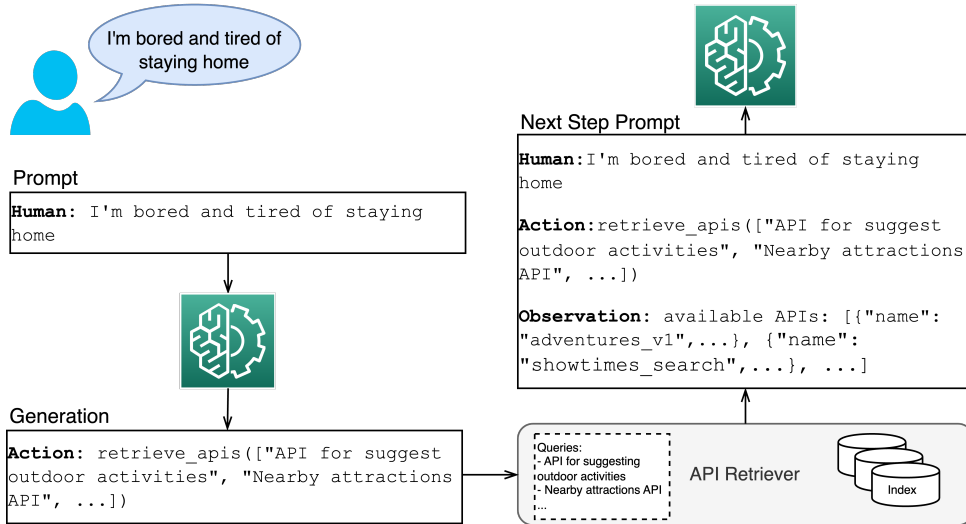 I'm bored and tired of
staying home
Prompt
Human: I'm bored and tired of staying
home
Generation
Action: retrieve_apis(["API for suggest
outdoor activities", "Nearby attractions
API", ...])
Queries:
- API for suggesting
outdoor activities
- Nearby attractions API
...
API Retriever
Index
Next Step Prompt
Human:I'm bored and tired of staying
home
Action:retrieve_apis(["API for suggest
outdoor activities", "Nearby attractions
API", ...])
Observation: available APIs: [{"name":
"adventures_v1",...}, {"name":
"showtimes_search",...}, ...]